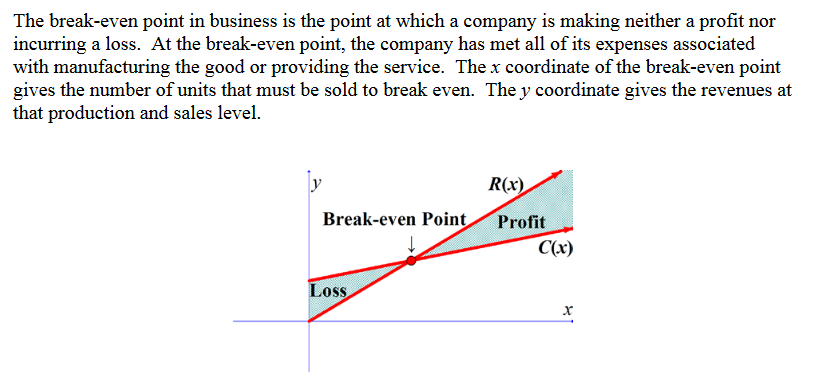 The break-even point in business is the point at which a company is making neither a profit nor
incurring a loss.  At the break-even point, the company has met all of its expenses associated
with manufacturing the good or providing the service.  The x coordinate of the break-even point
gives the number of units that must be sold to break even.  The y coordinate gives the revenues at
that production and sales level.
y
R(x)
Break-even Point
Profit
↓
C(x)
Loss
x